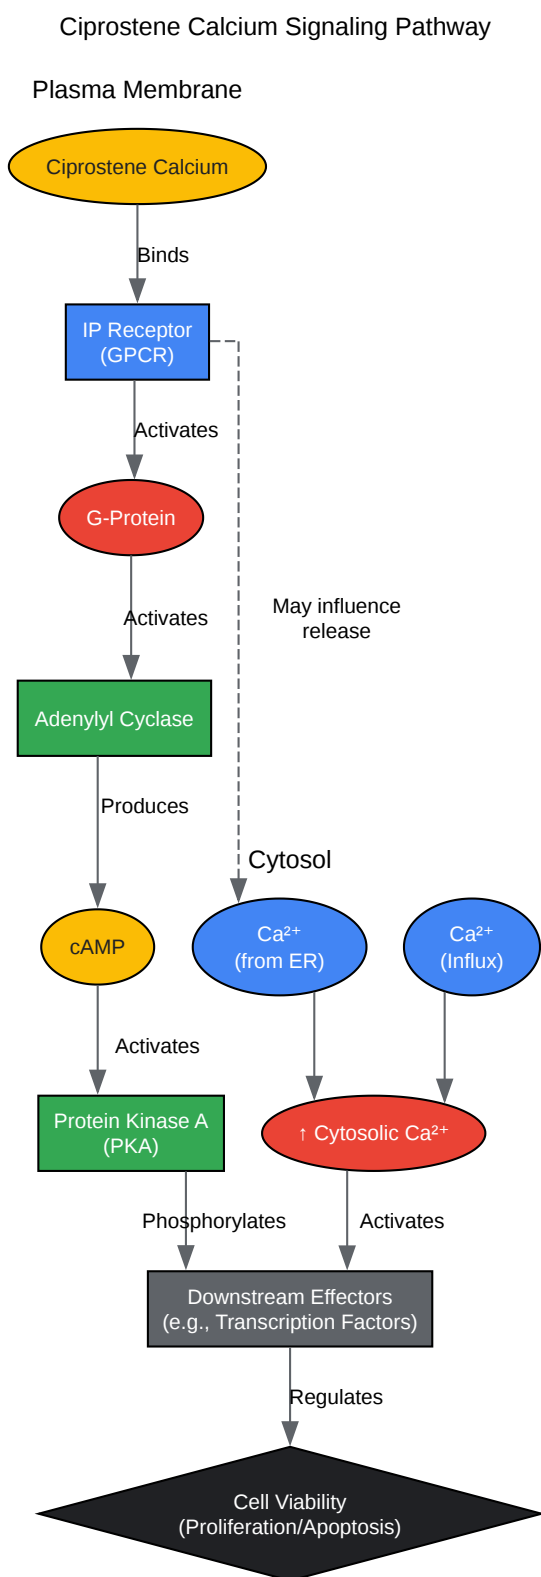 Ciprostene Calcium Signaling Pathway
Plasma Membrane
Ciprostene Calcium
Binds
IP Receptor
(GPCR)
Activates
G-Protein
May influence
release
Activates
Adenylyl Cyclase
Produces
Cytosol
cAMP
Ca²⁺
(from ER)
Ca²⁺
(Influx)
Activates
Protein Kinase A
(PKA)
↑ Cytosolic Ca²⁺
Phosphorylates
Activates
Downstream Effectors
(e.g., Transcription Factors)
Regulates
Cell Viability
(Proliferation/Apoptosis)